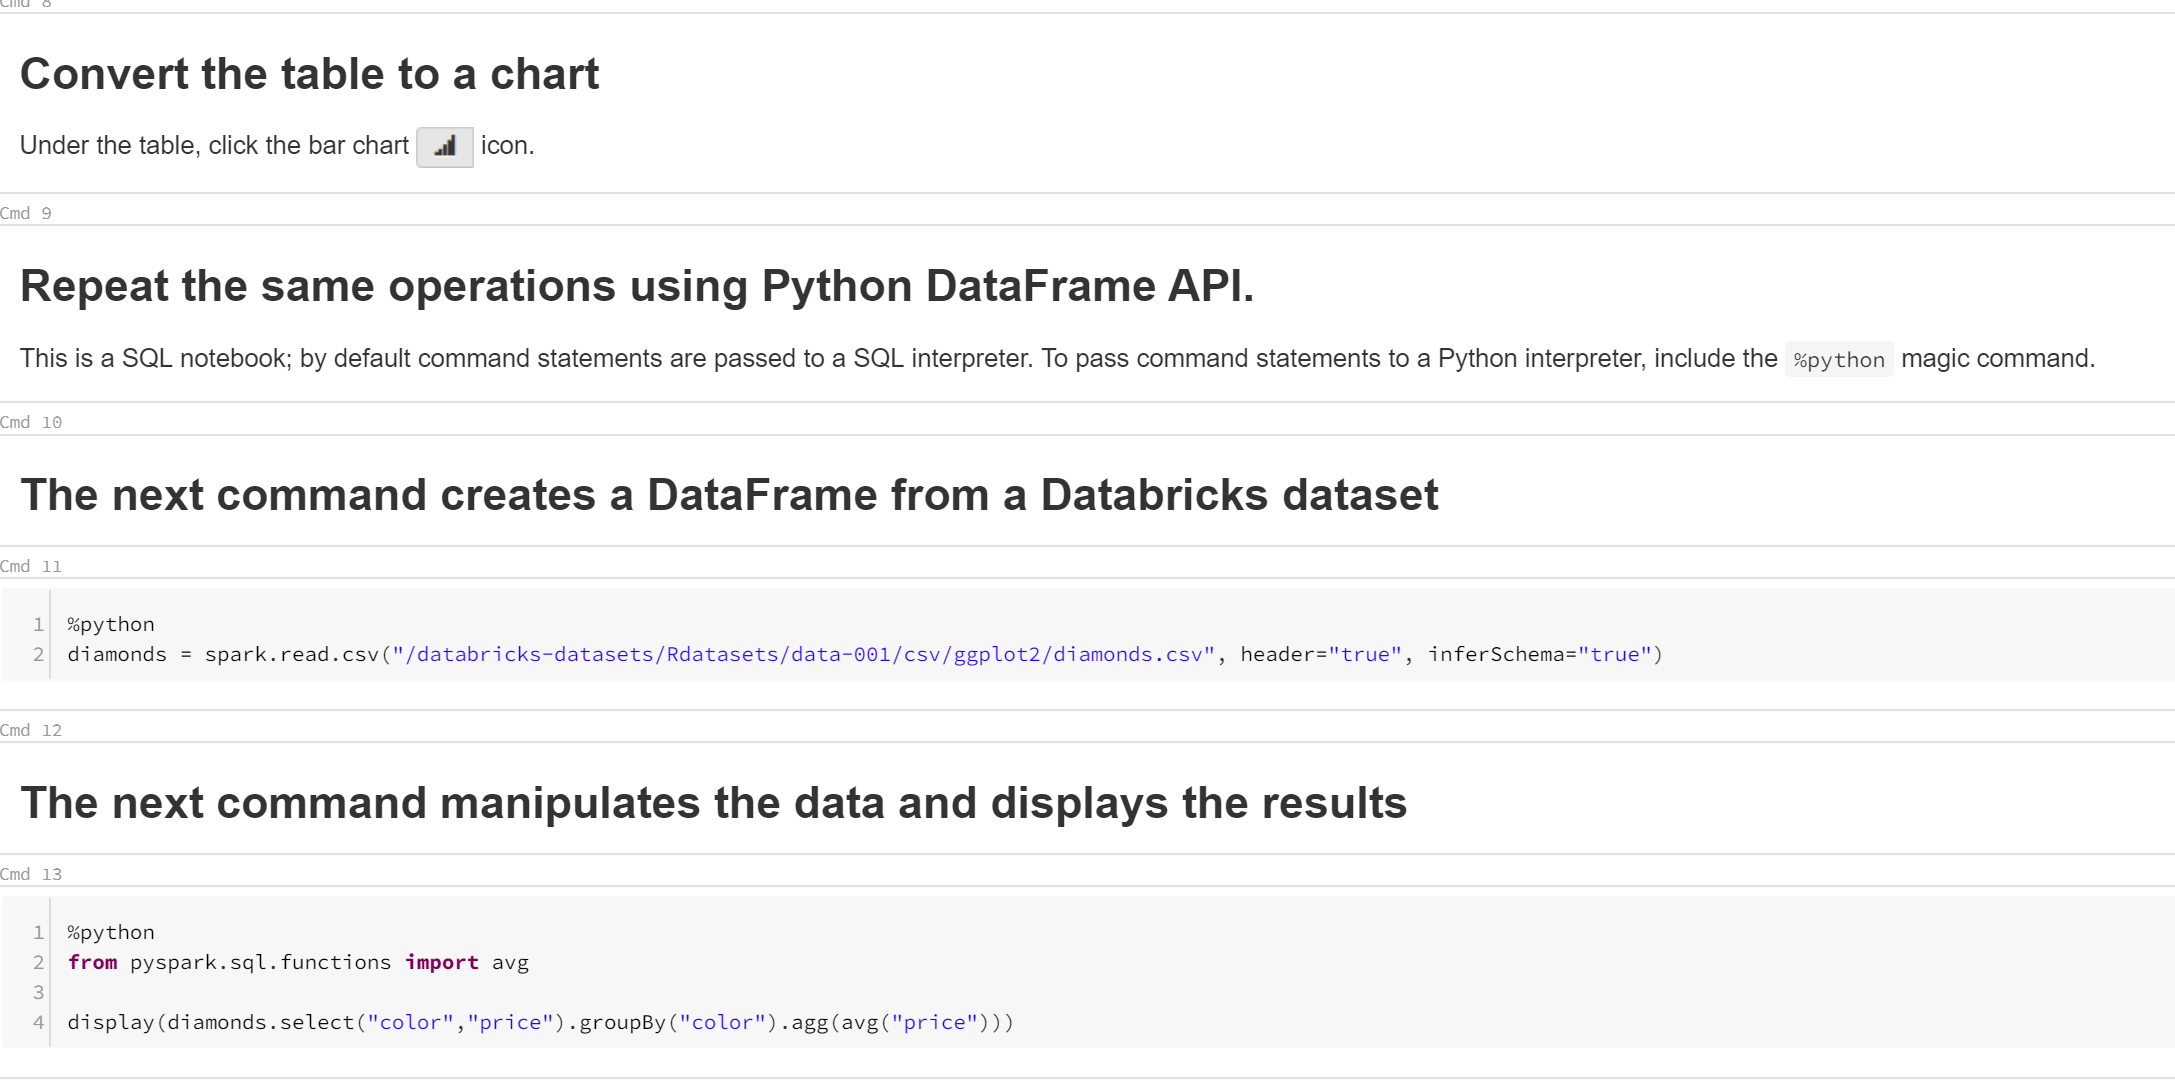 Cmd 8
Convert the table to a chart
Under the table, click the bar chart icon.
Cmd 9
Repeat the same operations using Python DataFrame API.
This is a SQL notebook; by default command statements are passed to a SQL interpreter. To pass command statements to a Python interpreter, include the %python magic command.
Cmd 10
The next command creates a DataFrame from a Databricks dataset
Cmd 11
1 %python
2 diamonds = spark.read.csv("/databricks-datasets/Rdatasets/data-001/csv/ggplot2/diamonds.csv", header="true", inferSchema="true")
Cmd 12
The next command manipulates the data and displays the results
Cmd 13
1 %python
2 from pyspark.sql.functions import avg
3
4 display(diamonds.select("color","price").groupBy("color").agg(avg("price")))